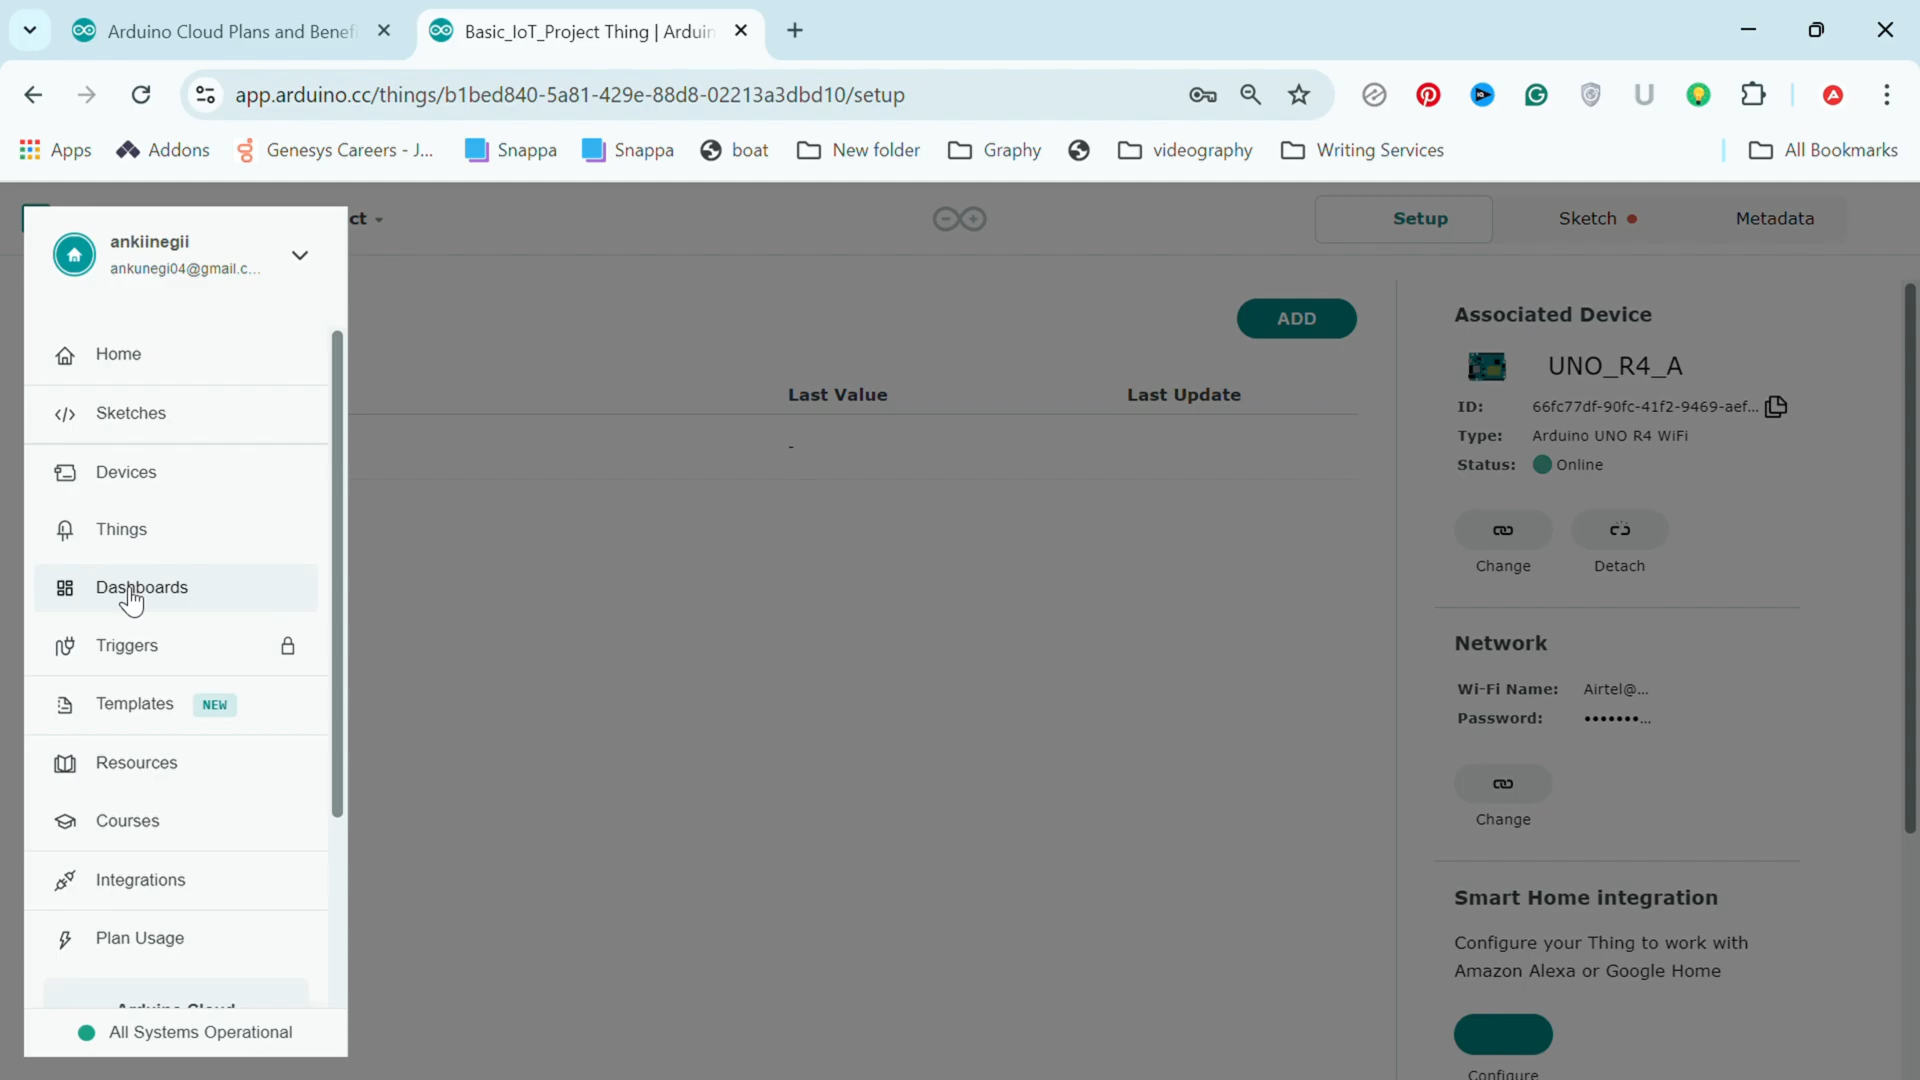 Arduino Cloud Plans and Benef
Basic_IoT_Project Thing | Arduin
app.arduino.cc/things/b1bed840-5a81-429e-88d8-02213a3dbd10/setup
Apps
Addons
Genesys Careers - J...
Snappa
Snappa
boat
New folder
Graphy
videography
Writing Services
All Bookmarks
ct
Setup
Sketch
Metadata
ankiinegii
ankunegi04@gmail.c...
Home
Sketches
Devices
Things
Dashboards
Triggers
Templates NEW
Resources
Courses
Integrations
Plan Usage
Arduino Cloud
All Systems Operational
ADD
Last Value
Last Update
-
Associated Device
UNO_R4_A
ID: 66fc77df-90fc-41f2-9469-aef...
Type: Arduino UNO R4 WiFi
Status: Online
Change
Detach
Network
Wi-Fi Name: Airtel@...
Password: •••••••...
Change
Smart Home integration
Configure your Thing to work with
Amazon Alexa or Google Home
Configure